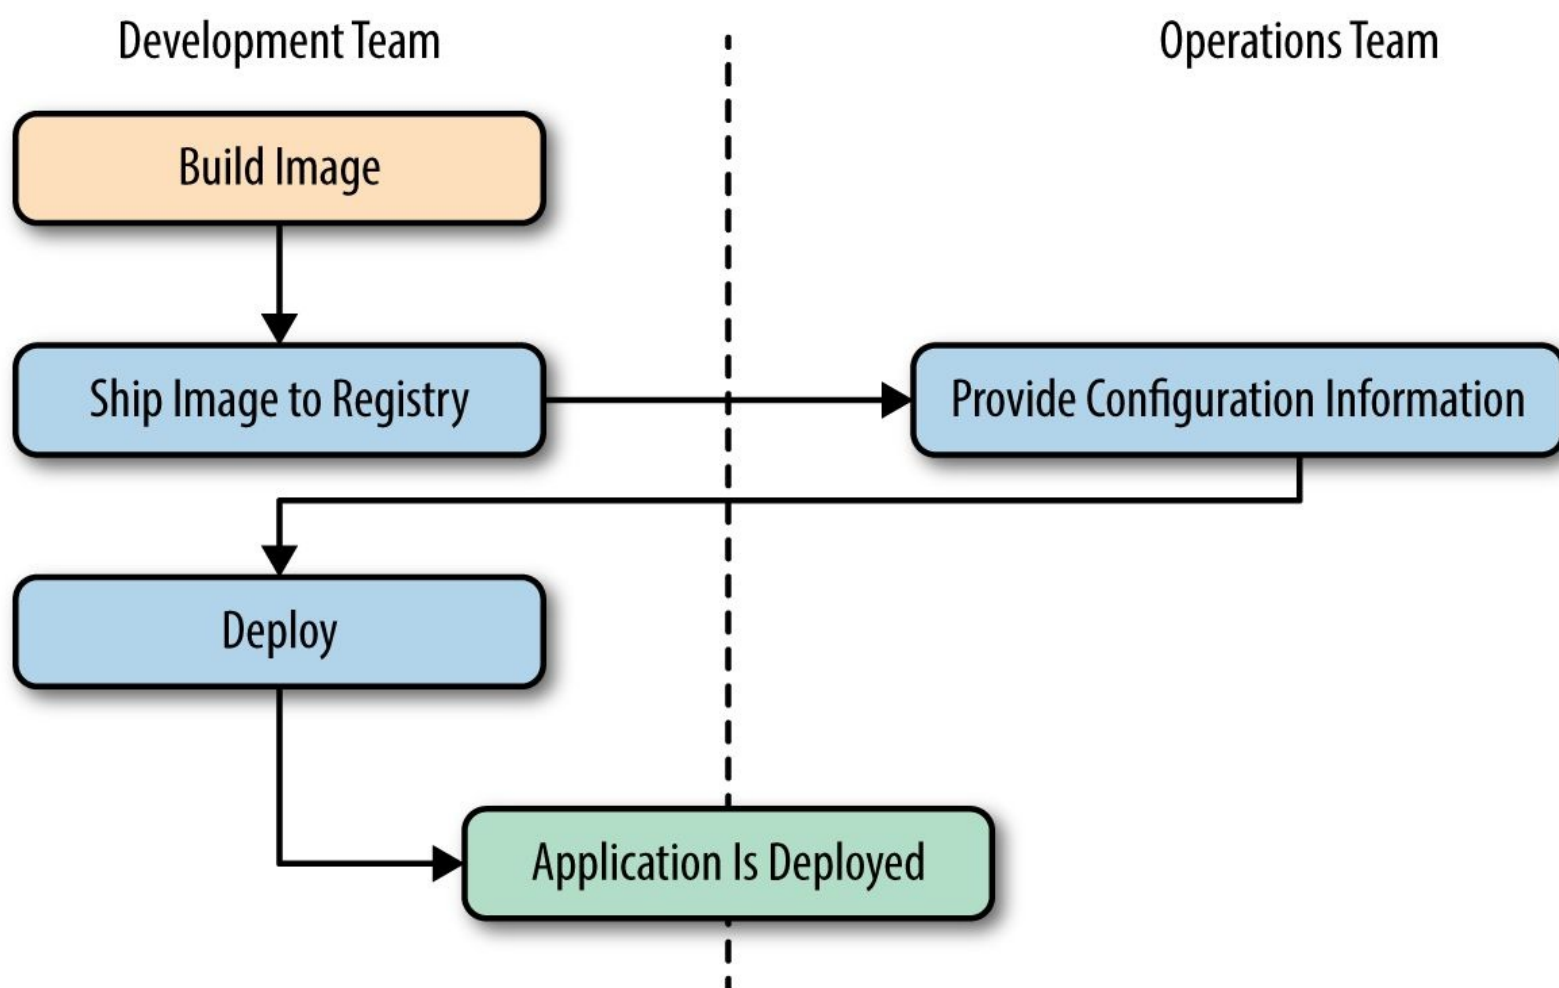 Development Team
Operations Team
Build Image
Ship Image to Registry
Provide Configuration Information
Deploy
Application Is Deployed